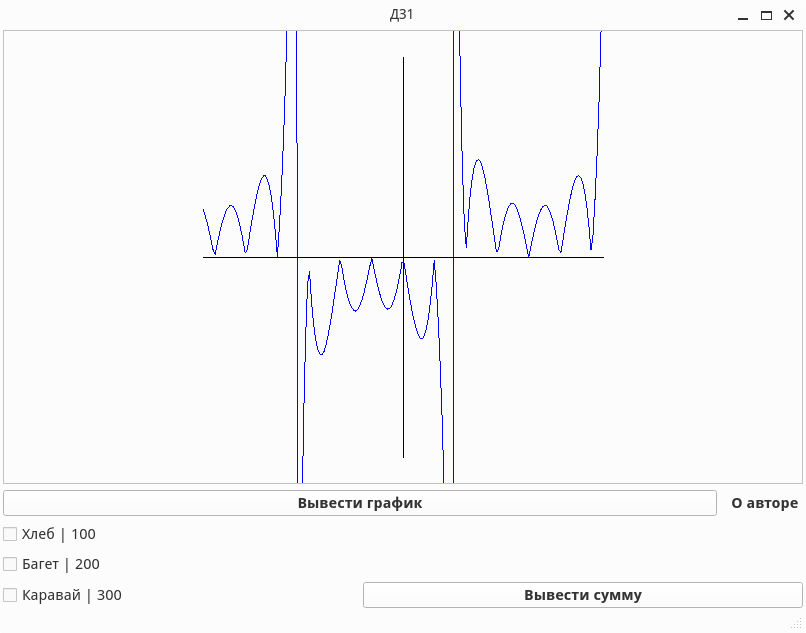 ДЗ1
Вывести график
О авторе
Хлеб | 100
Багет | 200
Каравай | 300
Вывести сумму